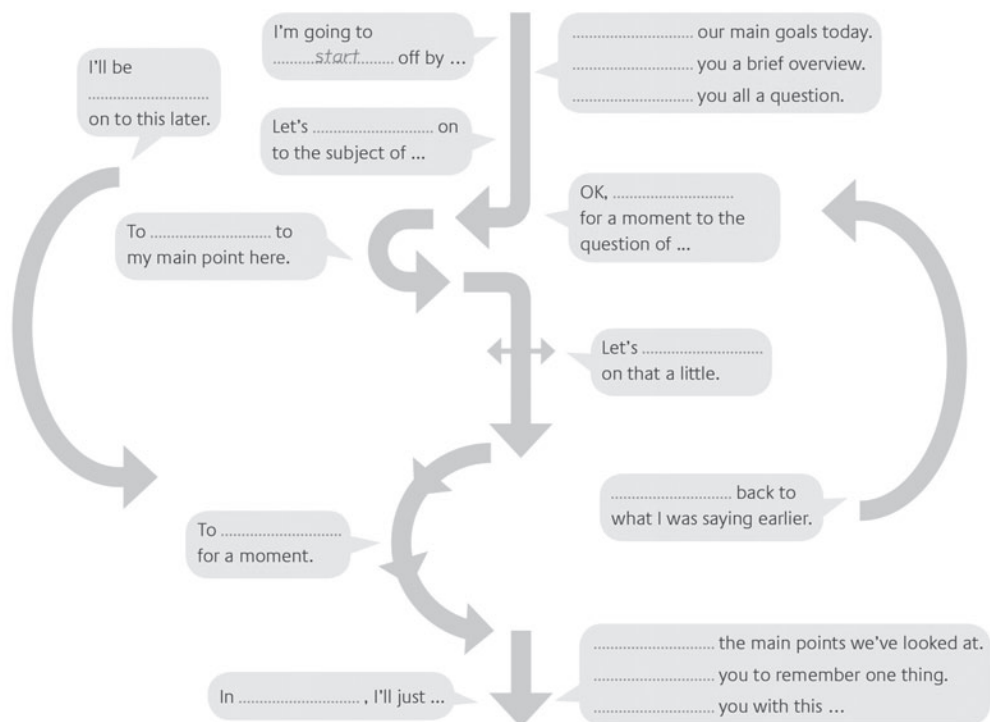 I'm going to
.................start................. off by ...
.................................. our main goals today.
.................................. you a brief overview.
.................................. you all a question.
I'll be
..................................
on to this later.
Let's .................................. on
to the subject of ...
OK, ..................................
for a moment to the
question of ...
To .................................. to
my main point here.
Let's ..................................
on that a little.
.................................. back to
what I was saying earlier.
To ..................................
for a moment.
.................................. the main points we've looked at.
.................................. you to remember one thing.
.................................. you with this ...
In .................................. , I'll just ...